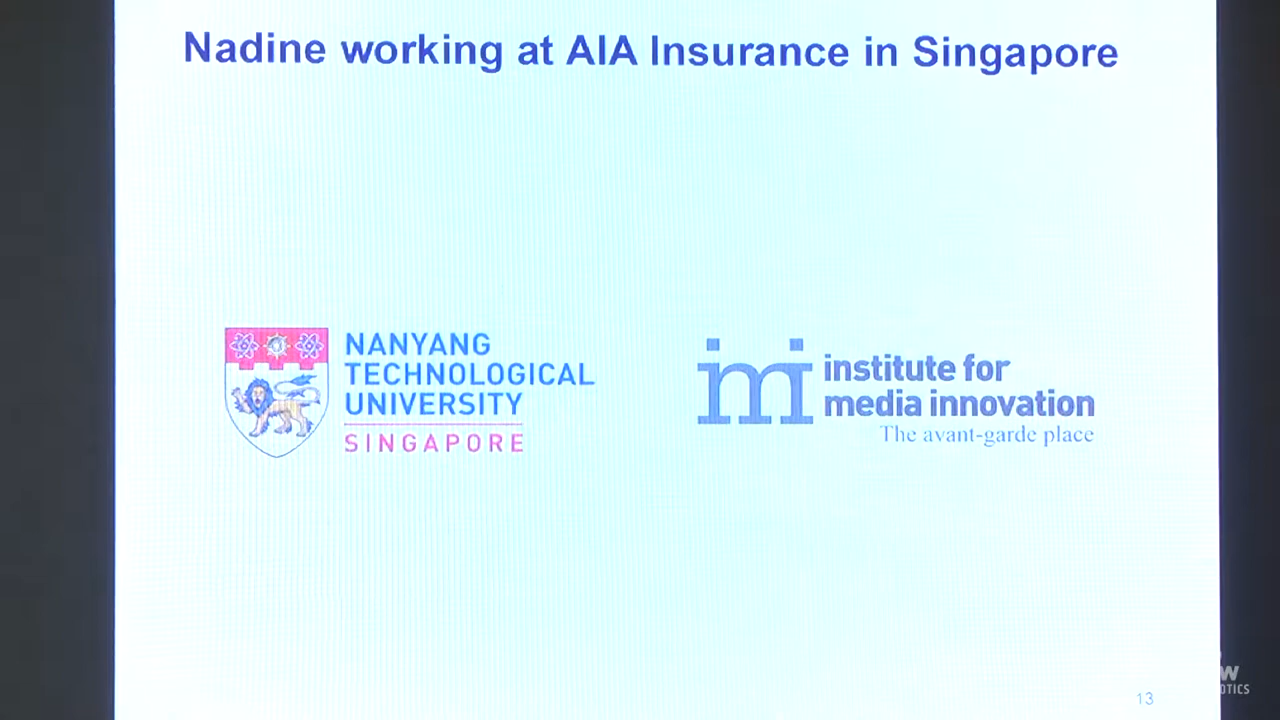 Nadine working at AIA Insurance in Singapore
NANYANG
TECHNOLOGICAL
UNIVERSITY
SINGAPORE
imi
institute for
media innovation
The avant-garde place
13